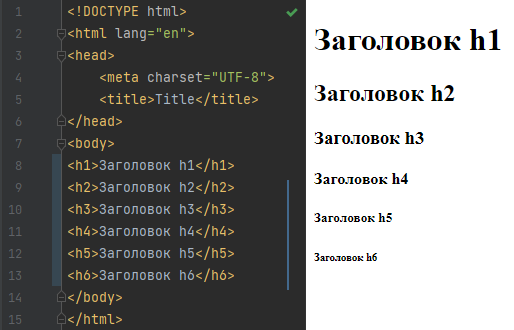 1 <!DOCTYPE html>
2 <html lang="en">
3 <head>
4 <meta charset="UTF-8">
5 <title>Title</title>
6 </head>
7 <body>
8 <h1>Заголовок h1</h1>
9 <h2>Заголовок h2</h2>
10 <h3>Заголовок h3</h3>
11 <h4>Заголовок h4</h4>
12 <h5>Заголовок h5</h5>
13 <h6>Заголовок h6</h6>
14 </body>
15 </html>
Заголовок h1
Заголовок h2
Заголовок h3
Заголовок h4
Заголовок h5
Заголовок h6